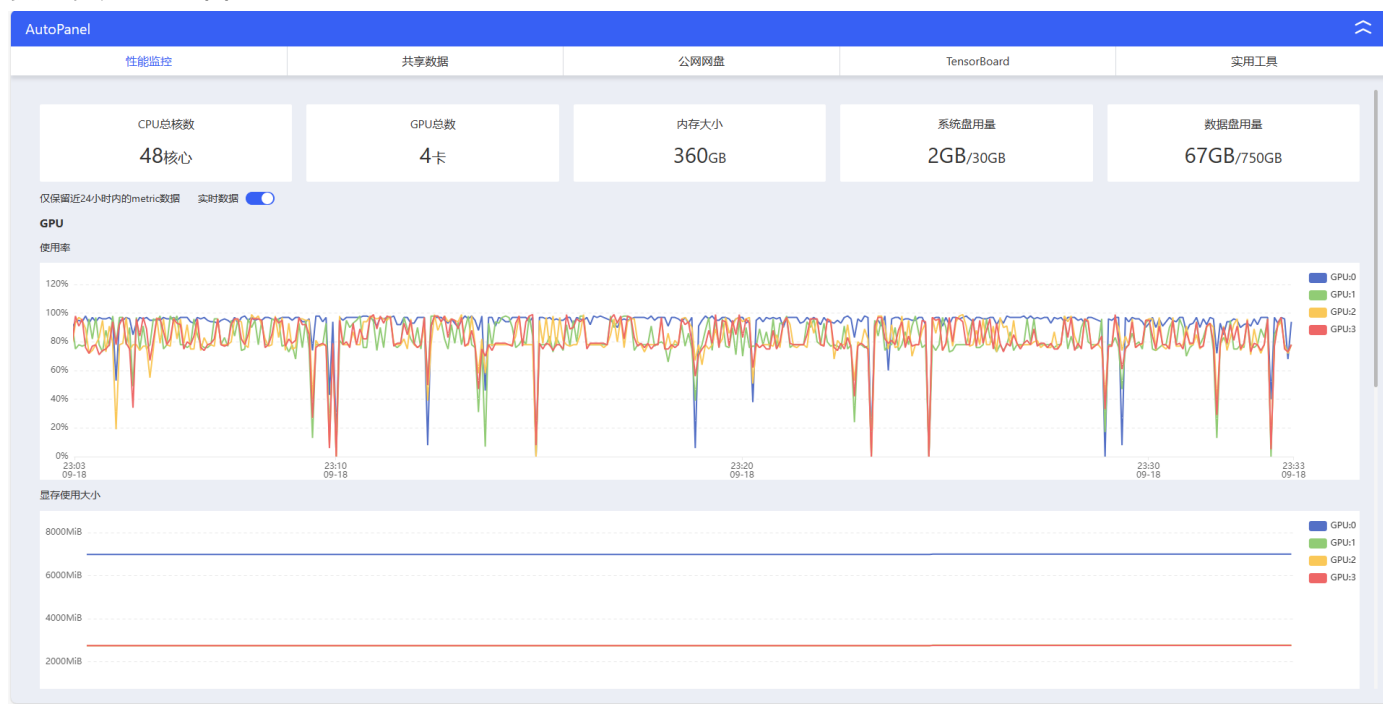 AutoPanel
性能监控 共享数据 公网网盘 TensorBoard 实用工具
CPU总核数 GPU总数 内存大小 系统盘用量 数据盘用量
48核心 4卡 360GB 2GB/30GB 67GB/750GB
仅保留近24小时内的metric数据 实时数据
GPU
使用率
120%
100%
80%
60%
40%
20%
0%
23:03 23:10 23:20 23:30 23:33
09-18 09-18 09-18 09-18 09-18
GPU:0
GPU:1
GPU:2
GPU:3
显存使用大小
8000MiB
6000MiB
4000MiB
2000MiB
GPU:0
GPU:1
GPU:2
GPU:3